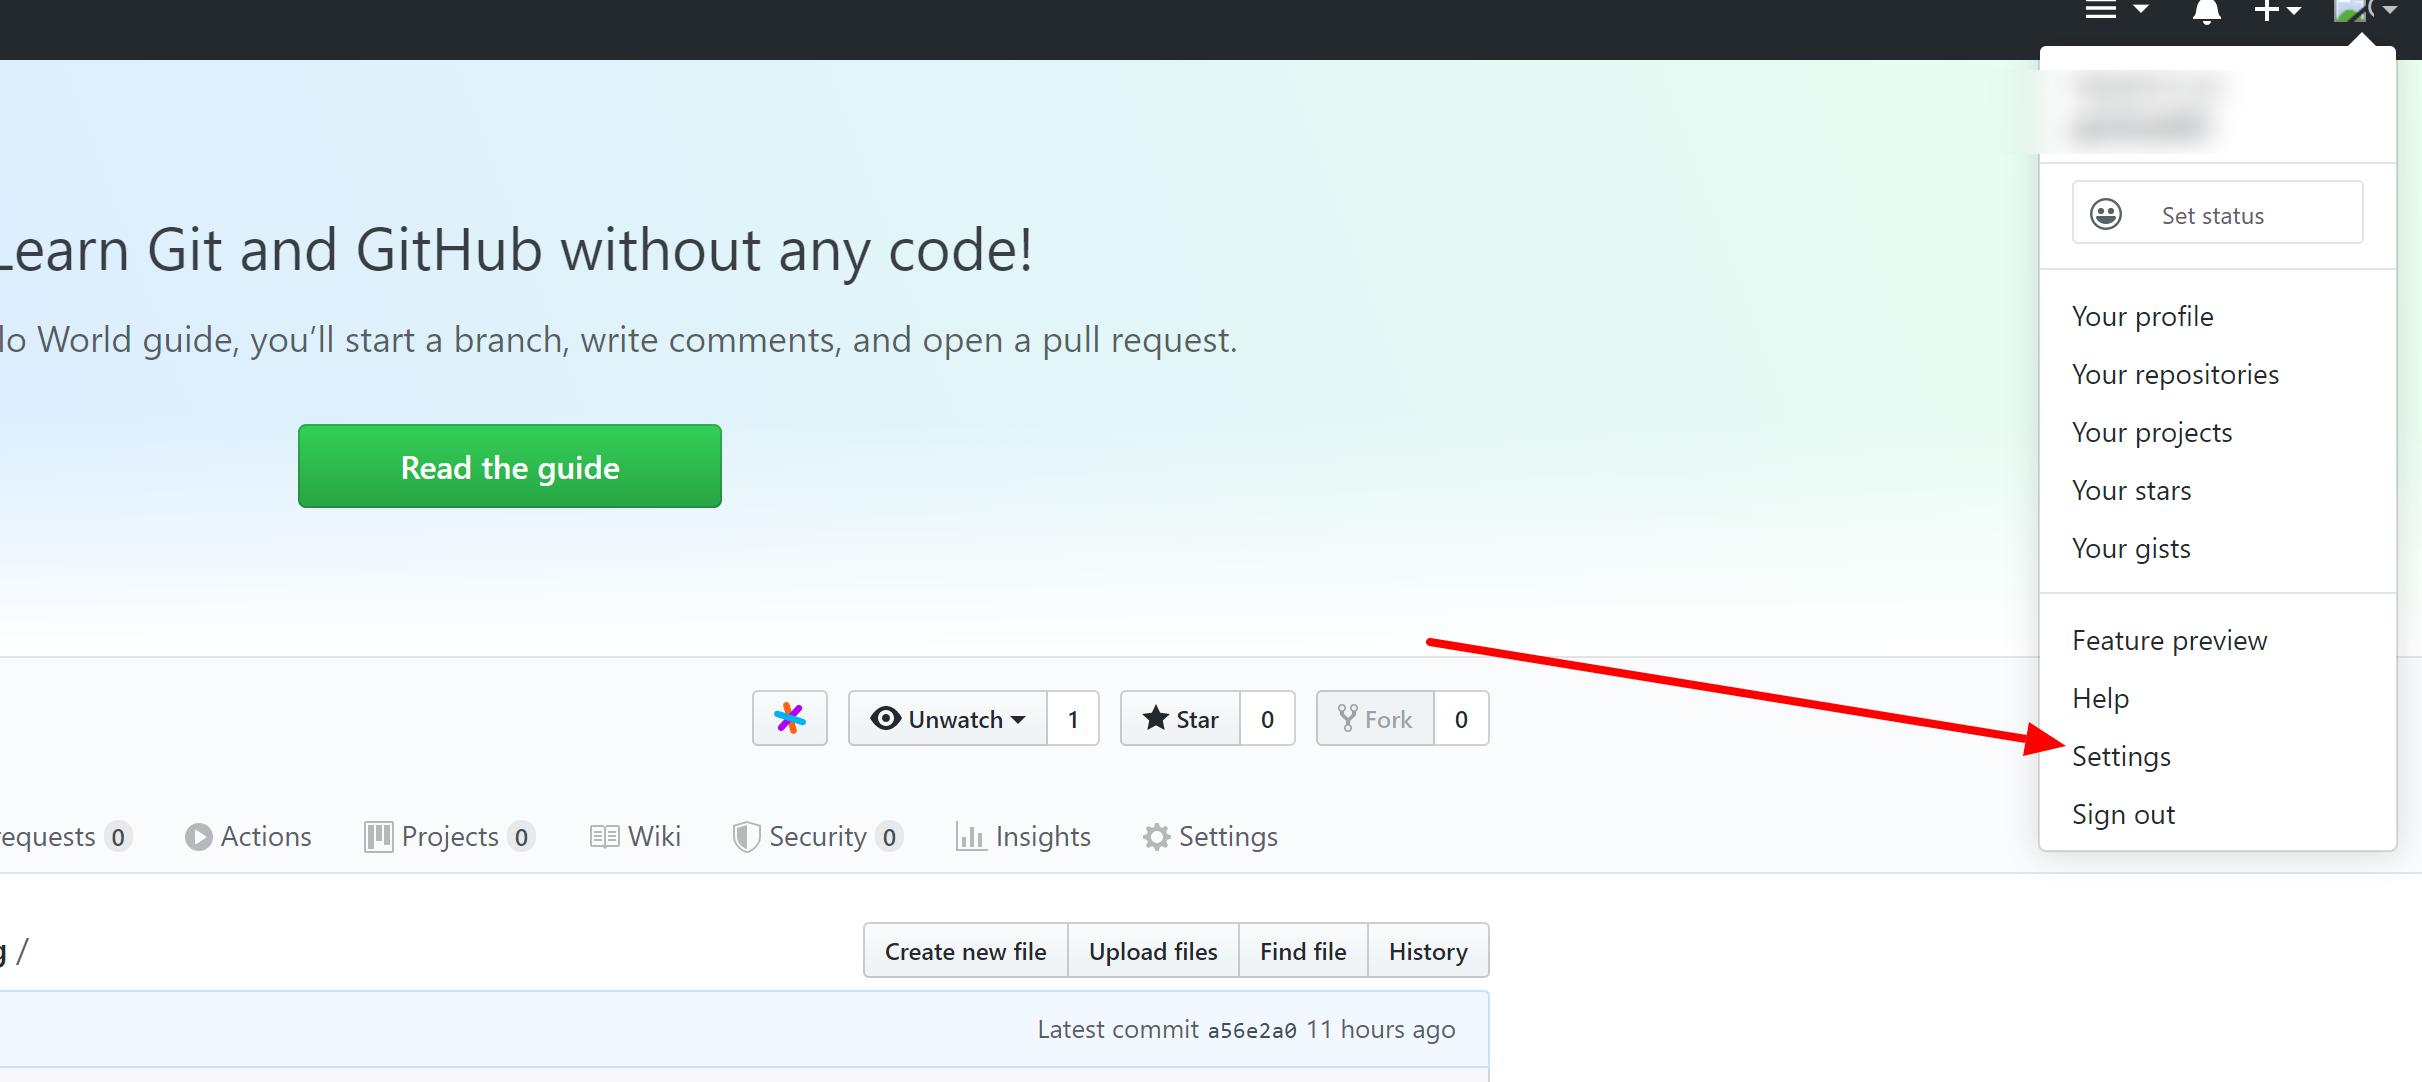 Set status
Learn Git and GitHub without any code!
lo World guide, you’ll start a branch, write comments, and open a pull request.
Read the guide
Your profile
Your repositories
Your projects
Your stars
Your gists
Feature preview
Help
Settings
Sign out
Unwatch 1 Star 0 Fork 0
requests 0 Actions Projects 0 Wiki Security 0 Insights Settings
g / Create new file Upload files Find file History
Latest commit a56e2a0 11 hours ago